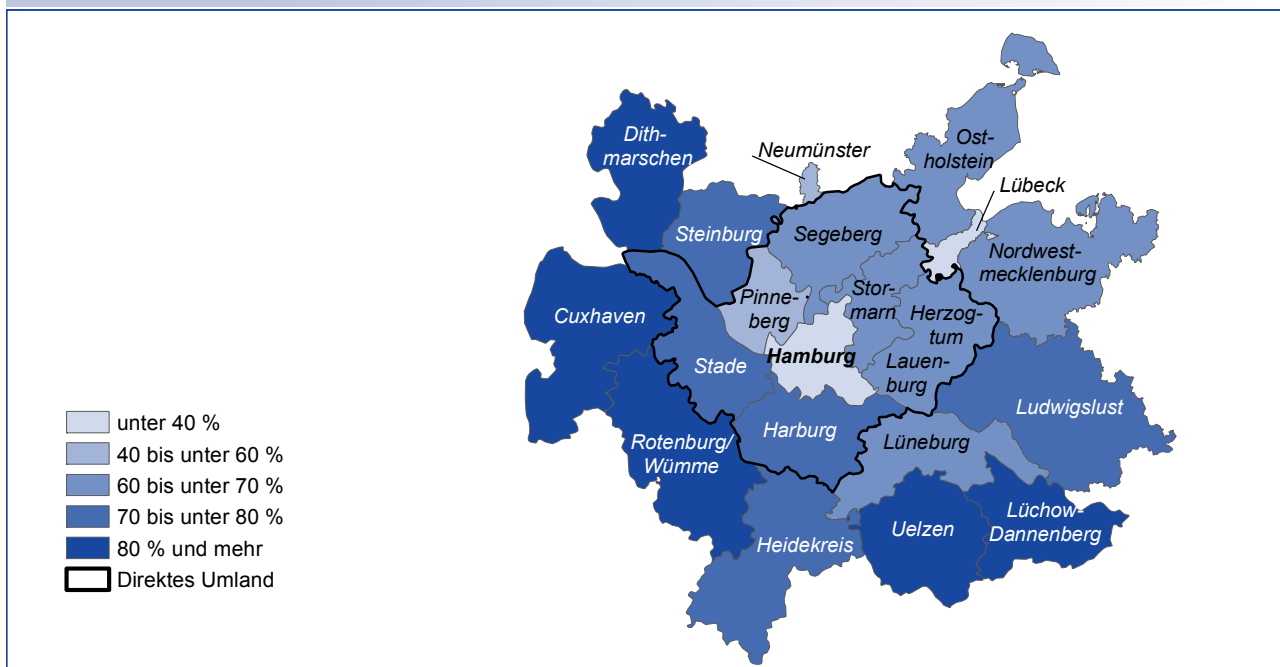 Dith-
marschen
Neumünster
Ost-
holstein
Lübeck
Steinburg
Segeberg
Nordwest-
mecklenburg
Cuxhaven
Pinne-
berg
Stor-
marn
Herzog-
tum
Lauen-
burg
Stade
Hamburg
Ludwigslust
Harburg
Lüneburg
Rotenburg/
Wümme
Uelzen
Lüchow-
Dannenberg
Heidekreis
unter 40 %
40 bis unter 60 %
60 bis unter 70 %
70 bis unter 80 %
80 % und mehr
Direktes Umland